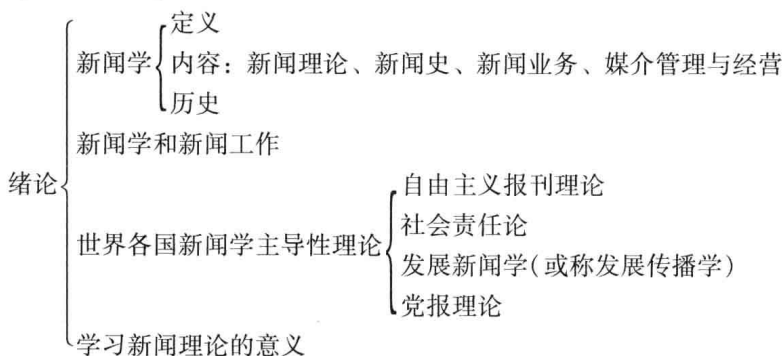 绪论
新闻学
定义
内容：新闻理论、新闻史、新闻业务、媒介管理与经营
历史
新闻学和新闻工作
世界各国新闻学主导性理论
自由主义报刊理论
社会责任论
发展新闻学(或称发展传播学)
党报理论
学习新闻理论的意义